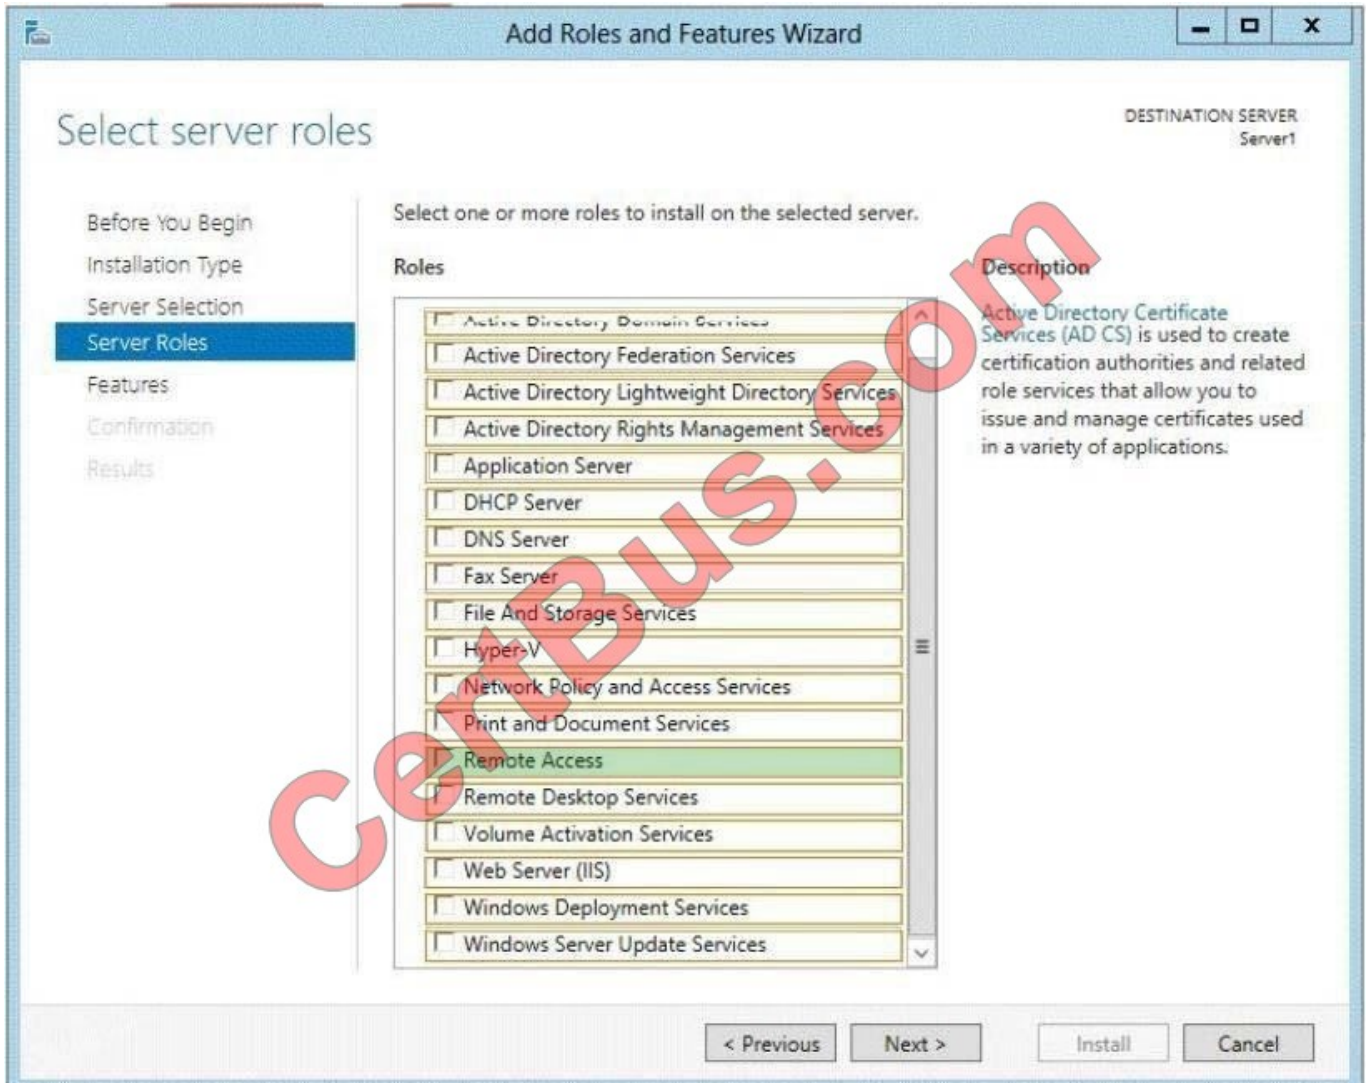 Add Roles and Features Wizard
Select server roles
DESTINATION SERVER
Server1
Before You Begin
Installation Type
Server Selection
Server Roles
Features
Confirmation
Results
Select one or more roles to install on the selected server.
Roles
Active Directory Domain Services
Active Directory Federation Services
Active Directory Lightweight Directory Services
Active Directory Rights Management Services
Application Server
DHCP Server
DNS Server
Fax Server
File And Storage Services
Hyper-V
Network Policy and Access Services
Print and Document Services
Remote Access
Remote Desktop Services
Volume Activation Services
Web Server (IIS)
Windows Deployment Services
Windows Server Update Services
Description
Active Directory Certificate
Services (AD CS) is used to create
certification authorities and related
role services that allow you to
issue and manage certificates used
in a variety of applications.
CertBus.com
< Previous
Next >
Install
Cancel